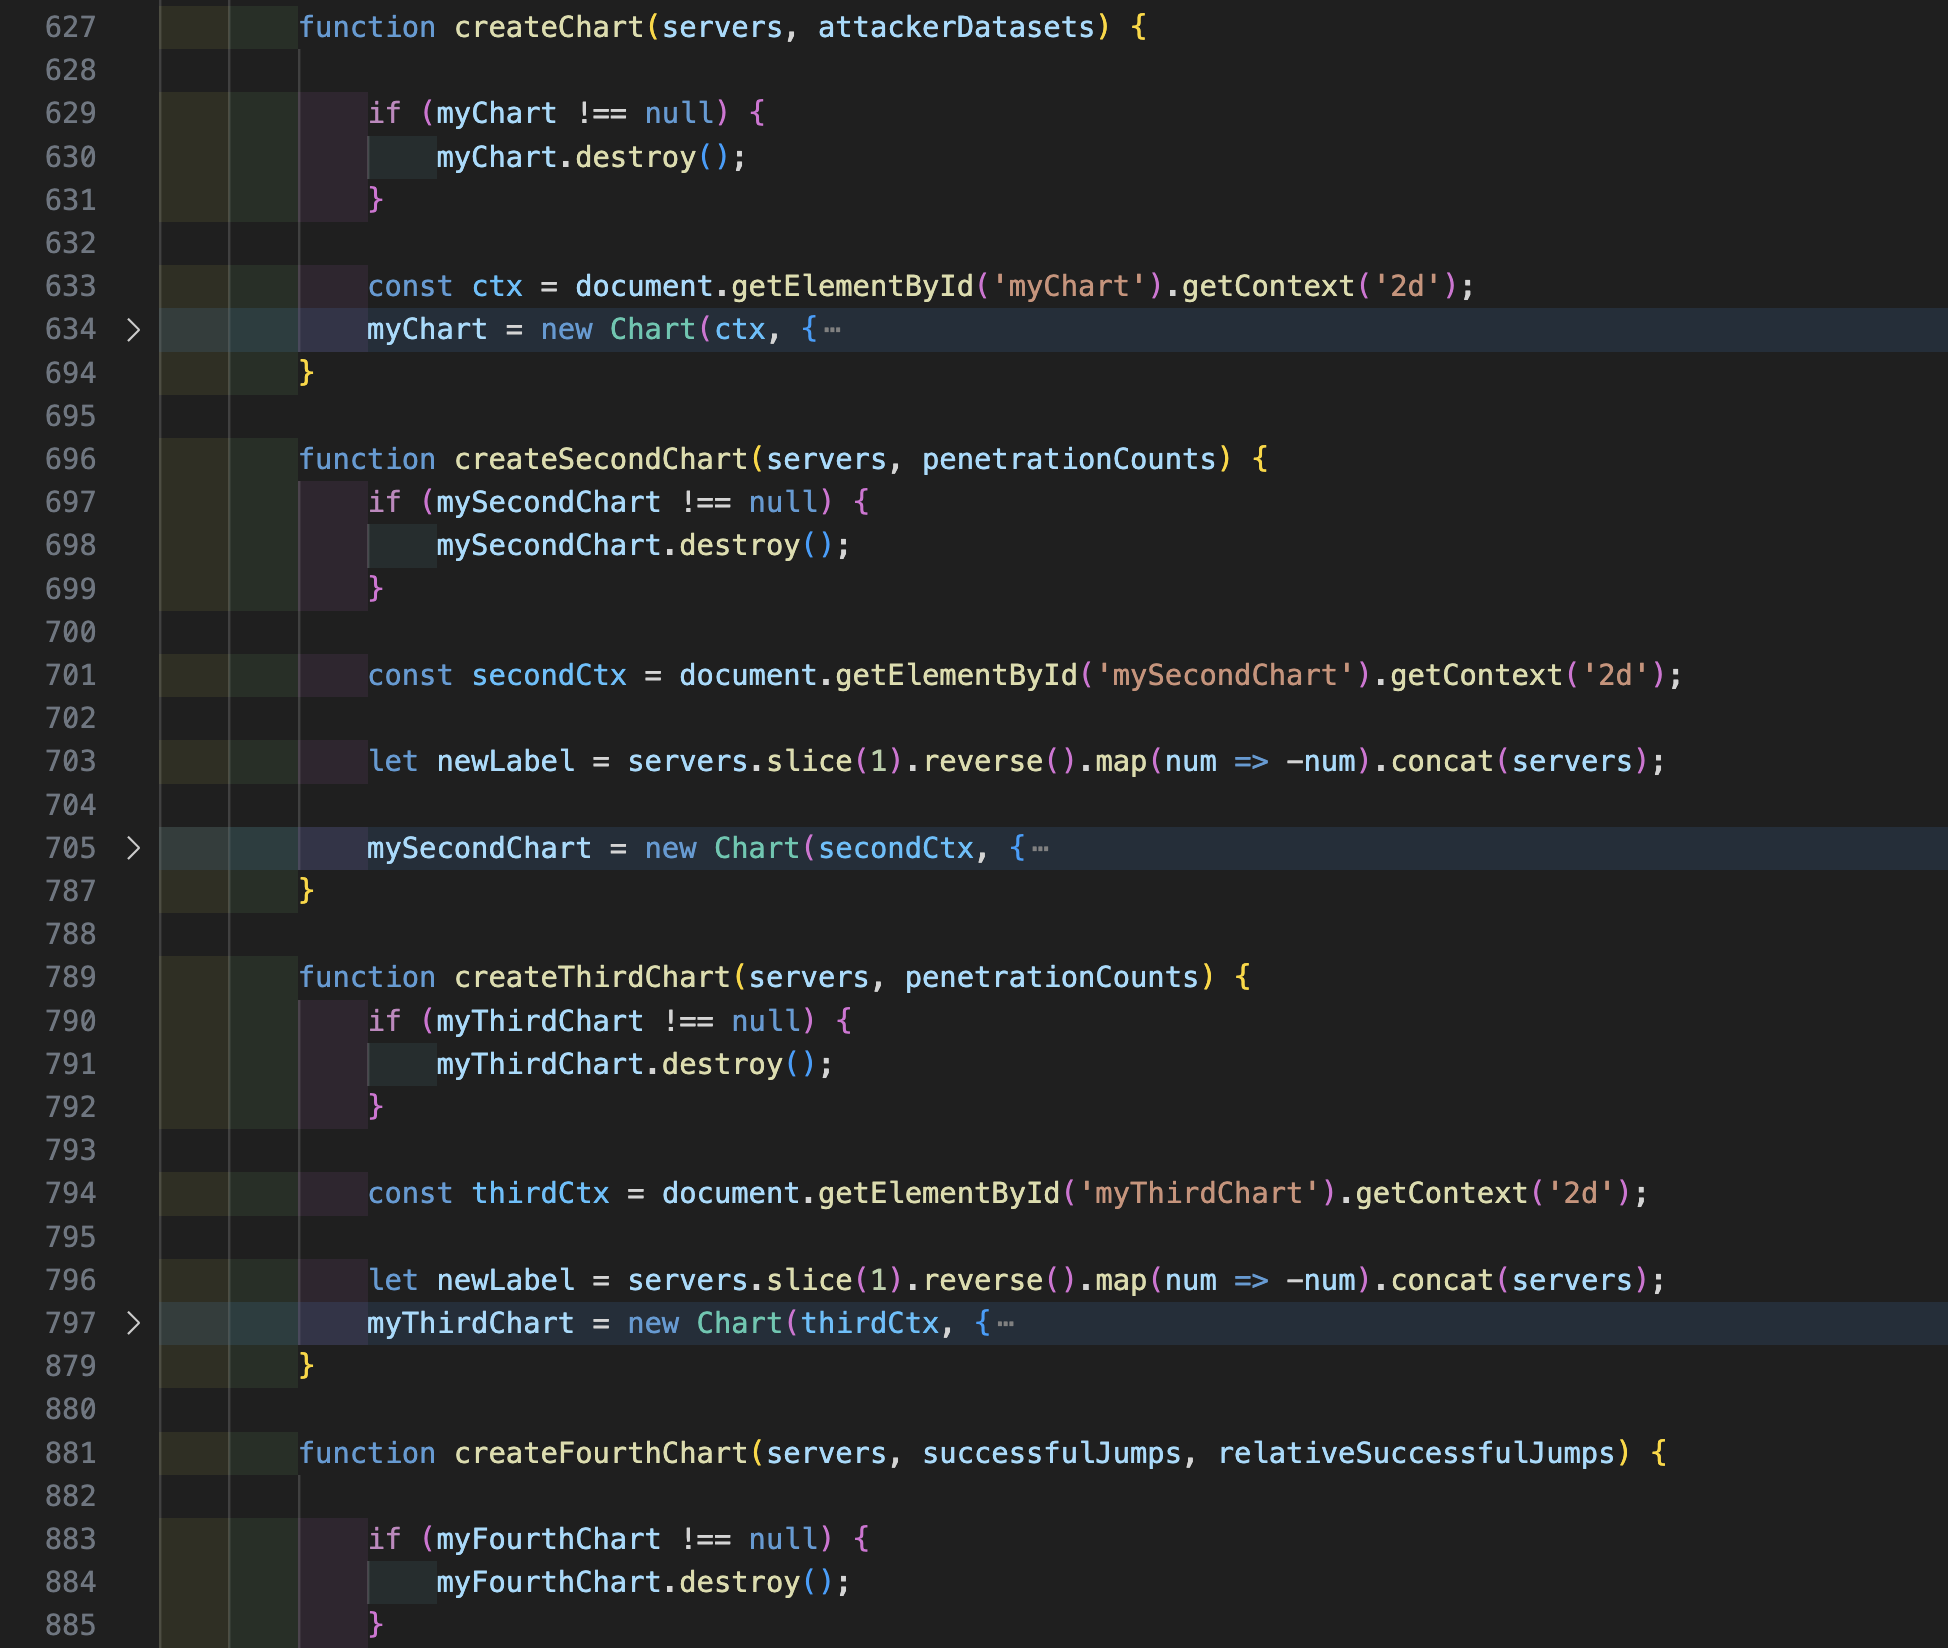 627 function createChart(servers, attackerDatasets) {
628
629 if (myChart !== null) {
630 myChart.destroy();
631 }
632
633 const ctx = document.getElementById('myChart').getContext('2d');
634 myChart = new Chart(ctx, {⋯
694 }
695
696 function createSecondChart(servers, penetrationCounts) {
697 if (mySecondChart !== null) {
698 mySecondChart.destroy();
699 }
700
701 const secondCtx = document.getElementById('mySecondChart').getContext('2d');
702
703 let newLabel = servers.slice(1).reverse().map(num => -num).concat(servers);
704
705 mySecondChart = new Chart(secondCtx, {⋯
787 }
788
789 function createThirdChart(servers, penetrationCounts) {
790 if (myThirdChart !== null) {
791 myThirdChart.destroy();
792 }
793
794 const thirdCtx = document.getElementById('myThirdChart').getContext('2d');
795
796 let newLabel = servers.slice(1).reverse().map(num => -num).concat(servers);
797 myThirdChart = new Chart(thirdCtx, {⋯
879 }
880
881 function createFourthChart(servers, successfulJumps, relativeSuccessfulJumps) {
882
883 if (myFourthChart !== null) {
884 myFourthChart.destroy();
885 }